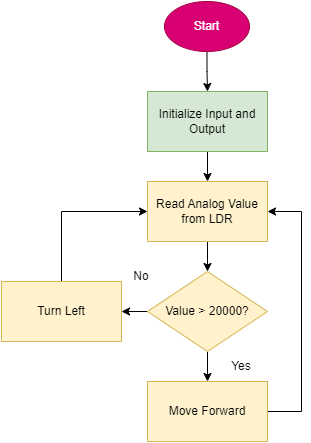 Start
Initialize Input and
Output
Read Analog Value
from LDR
No
Value > 20000?
Turn Left
Yes
Move Forward